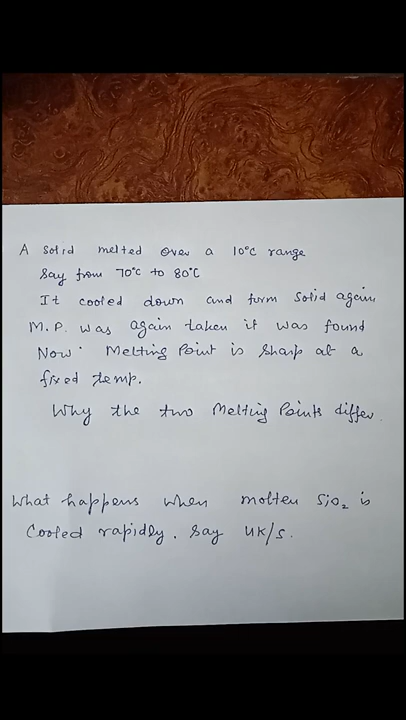 A solid melted over a 10°C range
Say from 70°C to 80°C
It cooled down and form Solid again
M.P. was again taken it was found
Now. Melting Point is sharp at a
fixed temp.
Why the two Melting Points differ.
What happens when molten SiO₂ is
Cooled rapidly. Say 4K/s.